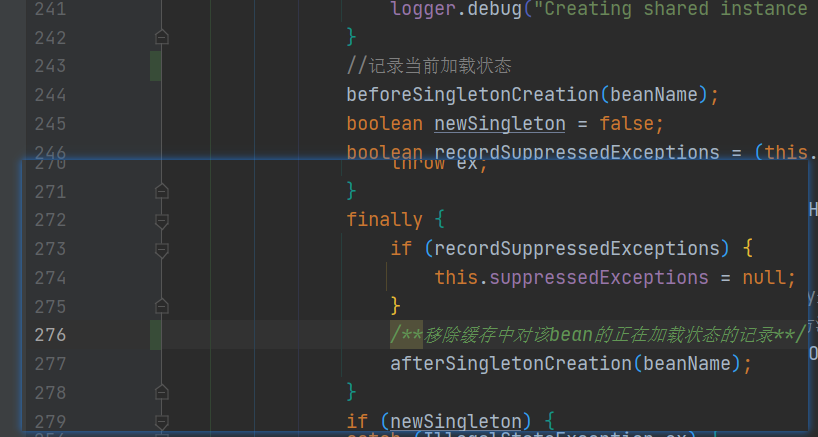 241 logger.debug("Creating shared instance
242 }
243 //记录当前加载状态
244 beforeSingletonCreation(beanName);
245 boolean newSingleton = false;
246 boolean recordSuppressedExceptions = (this.
270 throw ex;
271 }
272 finally {
273 if (recordSuppressedExceptions) {
274 this.suppressedExceptions = null;
275 }
276 /**移除缓存中对该bean的正在加载状态的记录**/
277 afterSingletonCreation(beanName);
278 }
279 if (newSingleton) {
catch (IllegalStateException ex) {